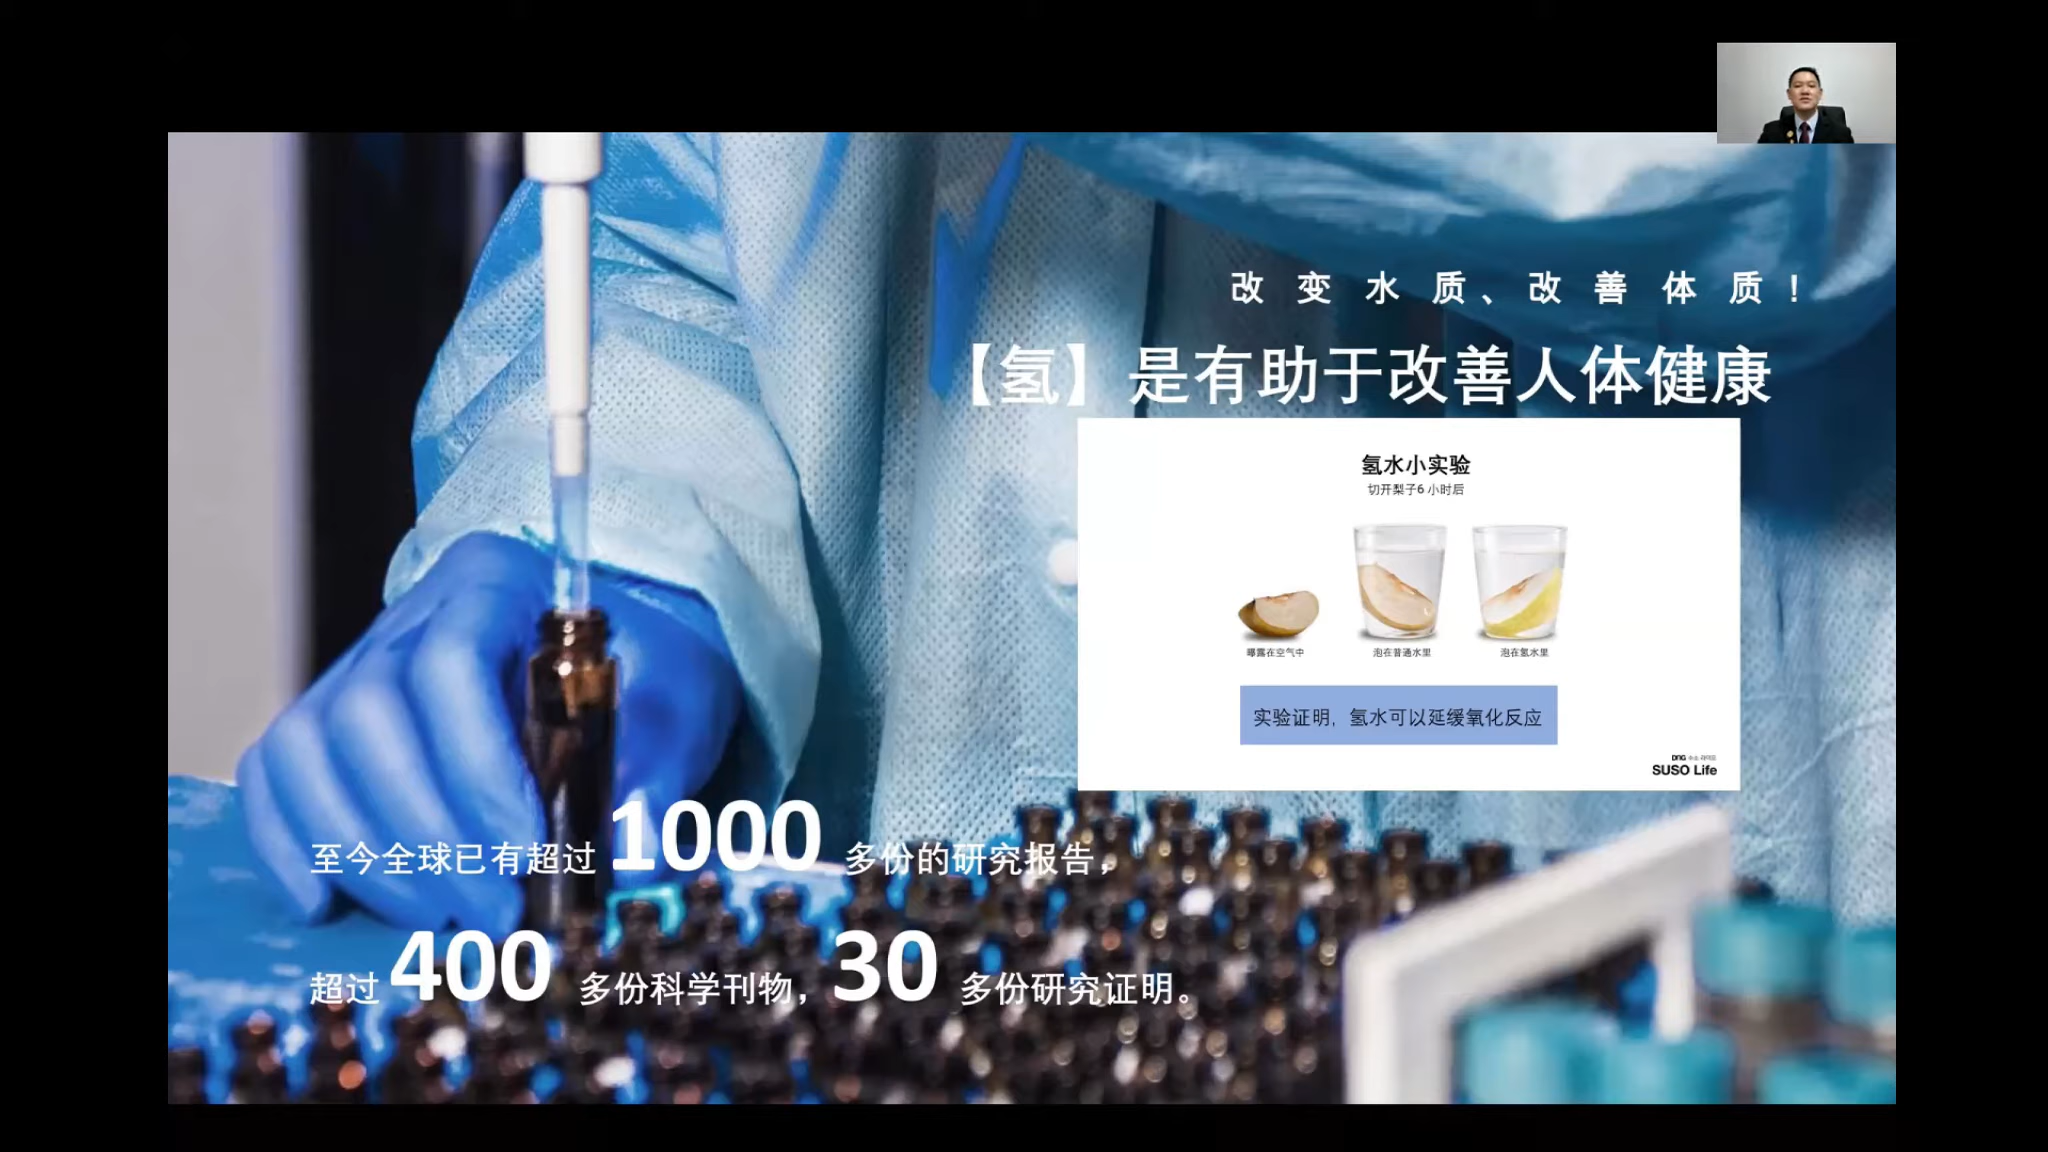 改变水质、改善体质！
【氢】是有助于改善人体健康
氢水小实验
切开梨子6 小时后
曝露在空气中
泡在普通水里
泡在氢水里
实验证明，氢水可以延缓氧化反应
SUSO Life
至今全球已有超过 1000 多份的研究报告，
超过 400 多份科学刊物，30 多份研究证明。